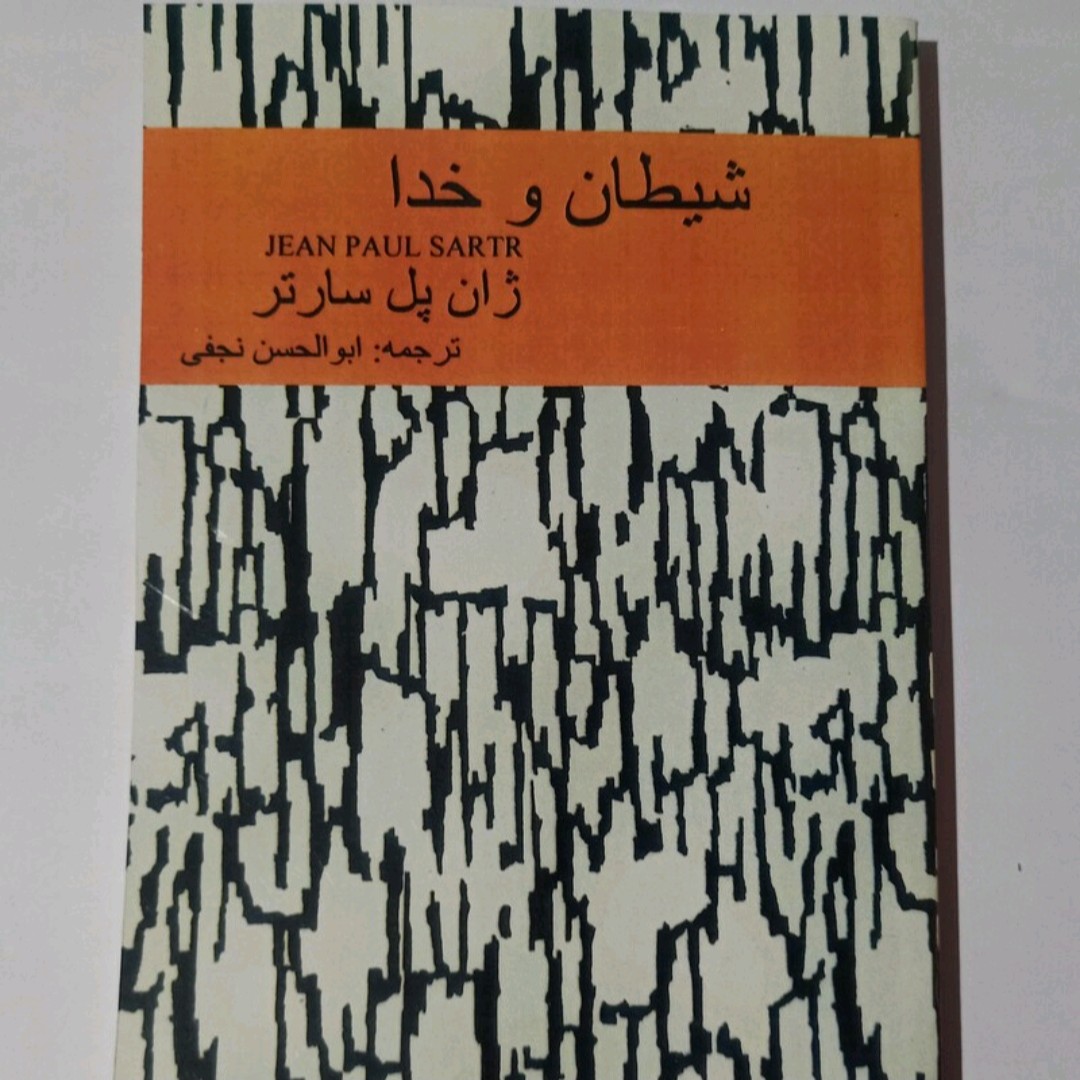 شیطان و خدا
JEAN PAUL SARTR
ژان پل سارتر
ترجمه: ابوالحسن نجفی